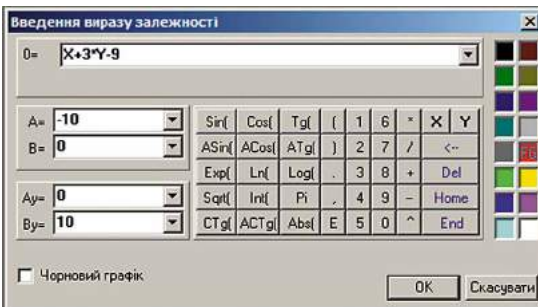 Введення виразу залежності
0= X+3*Y-9
A= -10
B= 0
Ay= 0
By= 10
Sin( Cos( Tg( ( 1 6 * X Y
ASin( ACos( ATg( ) 2 7 / <--
Exp( Ln( Log( . 3 8 + Del
Sqrt( Int( Pi , 4 9 - Home
CTg( ACTg( Abs( E 5 0 ^ End
Чорновий графік
OK Скасувати